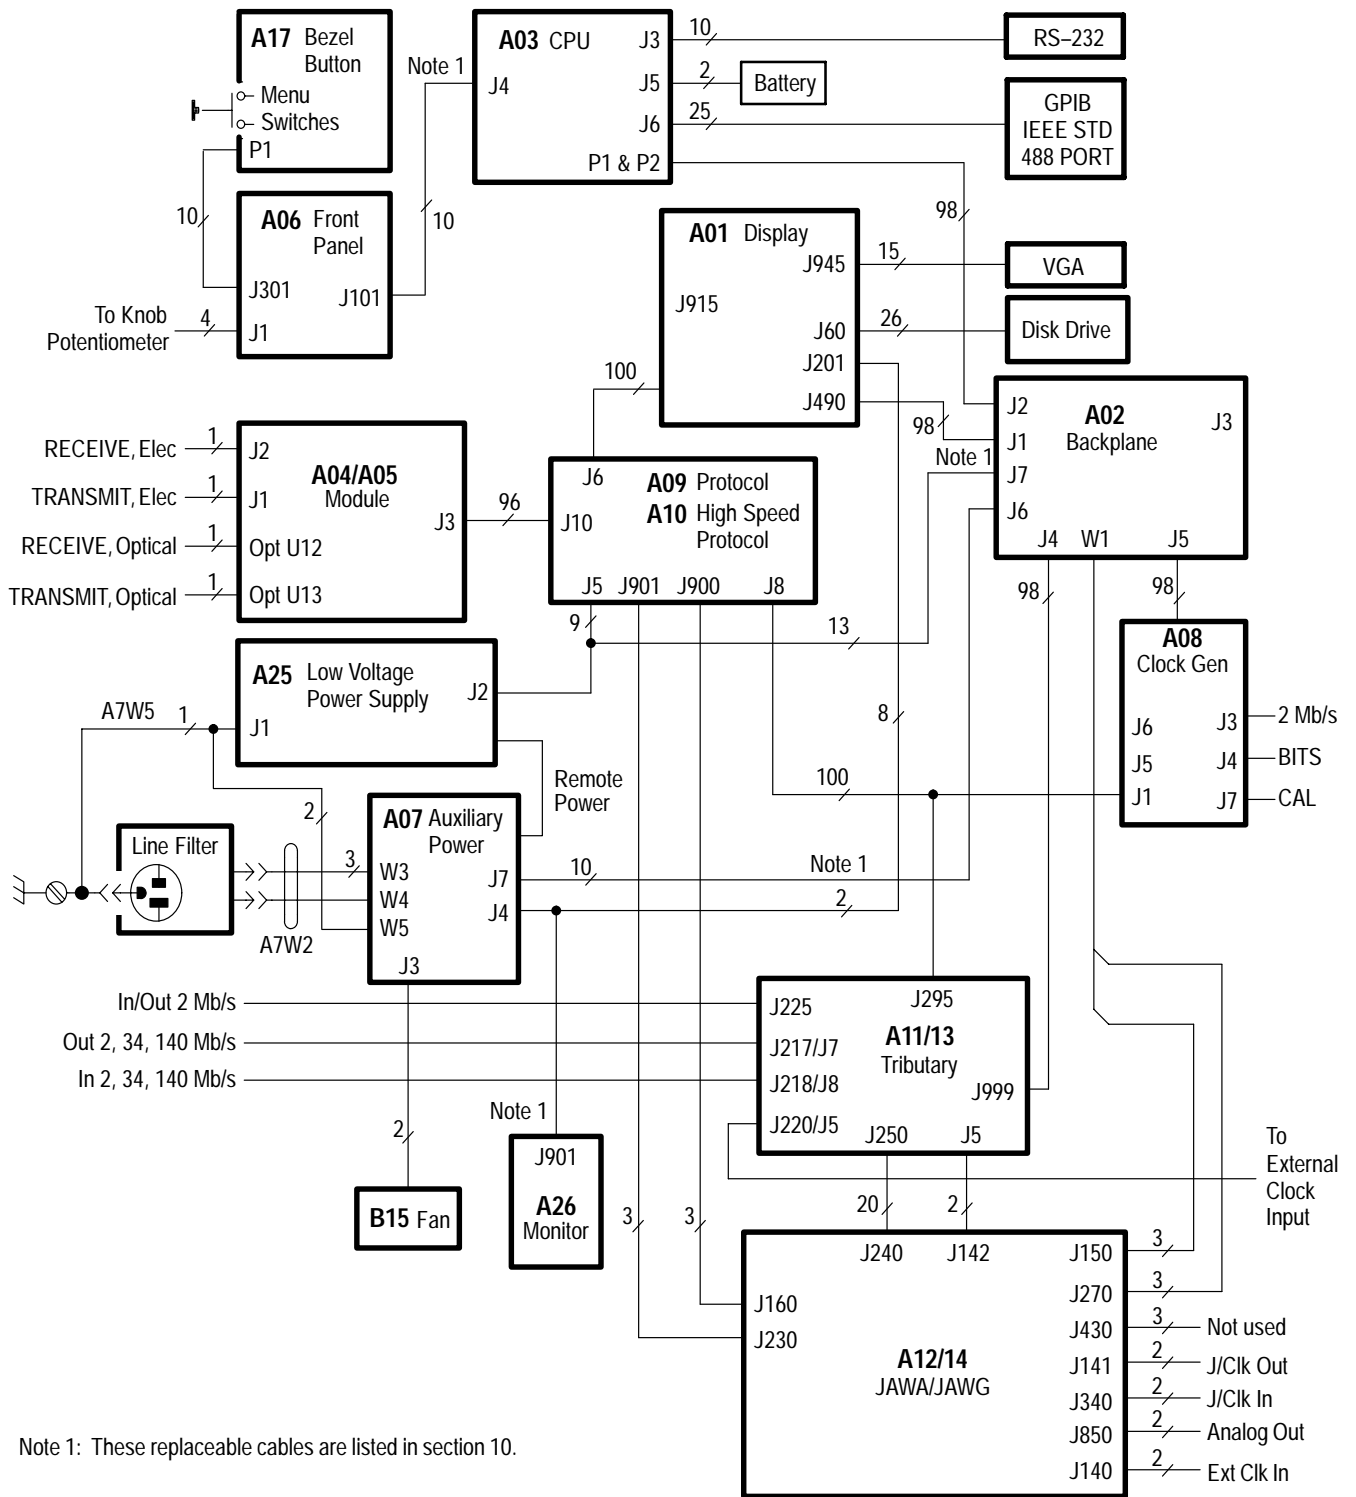 A17 Bezel
Button
Menu
Switches
P1
Note 1
A03 CPU
J4
J3
J5
J6
P1 & P2
10
2
25
RS–232
Battery
GPIB
IEEE STD
488 PORT
10
10
98
A06 Front
Panel
J301
J101
J1
To Knob
Potentiometer
4
A01 Display
J945
J915
J60
J201
J490
15
26
VGA
Disk Drive
100
98
Note 1
A02
Backplane
J2
J1
J7
J6
J3
J4
W1
J5
RECEIVE, Elec
TRANSMIT, Elec
RECEIVE, Optical
TRANSMIT, Optical
1
1
1
1
A04/A05
Module
J2
J1
Opt U12
Opt U13
J3
96
J6
J10
A09 Protocol
A10 High Speed
Protocol
J5
J901
J900
J8
9
13
98
98
A08
Clock Gen
J6
J5
J1
J3
J4
J7
2 Mb/s
BITS
CAL
A25 Low Voltage
Power Supply
J2
J1
A7W5
1
8
100
Remote
Power
2
A07 Auxiliary
Power
W3
W4
W5
J7
J4
J3
Line Filter
3
A7W2
10
Note 1
2
In/Out 2 Mb/s
Out 2, 34, 140 Mb/s
In 2, 34, 140 Mb/s
J225
J217/J7
J218/J8
J220/J5
J295
A11/13
Tributary
J999
J250
J5
2
B15 Fan
Note 1
J901
A26
Monitor
To
External
Clock
Input
3
3
20
2
J240
J142
J160
J230
A12/14
JAWA/JAWG
J150
J270
J430
J141
J340
J850
J140
3
3
3
2
2
2
2
Not used
J/Clk Out
J/Clk In
Analog Out
Ext Clk In
Note 1: These replaceable cables are listed in section 10.